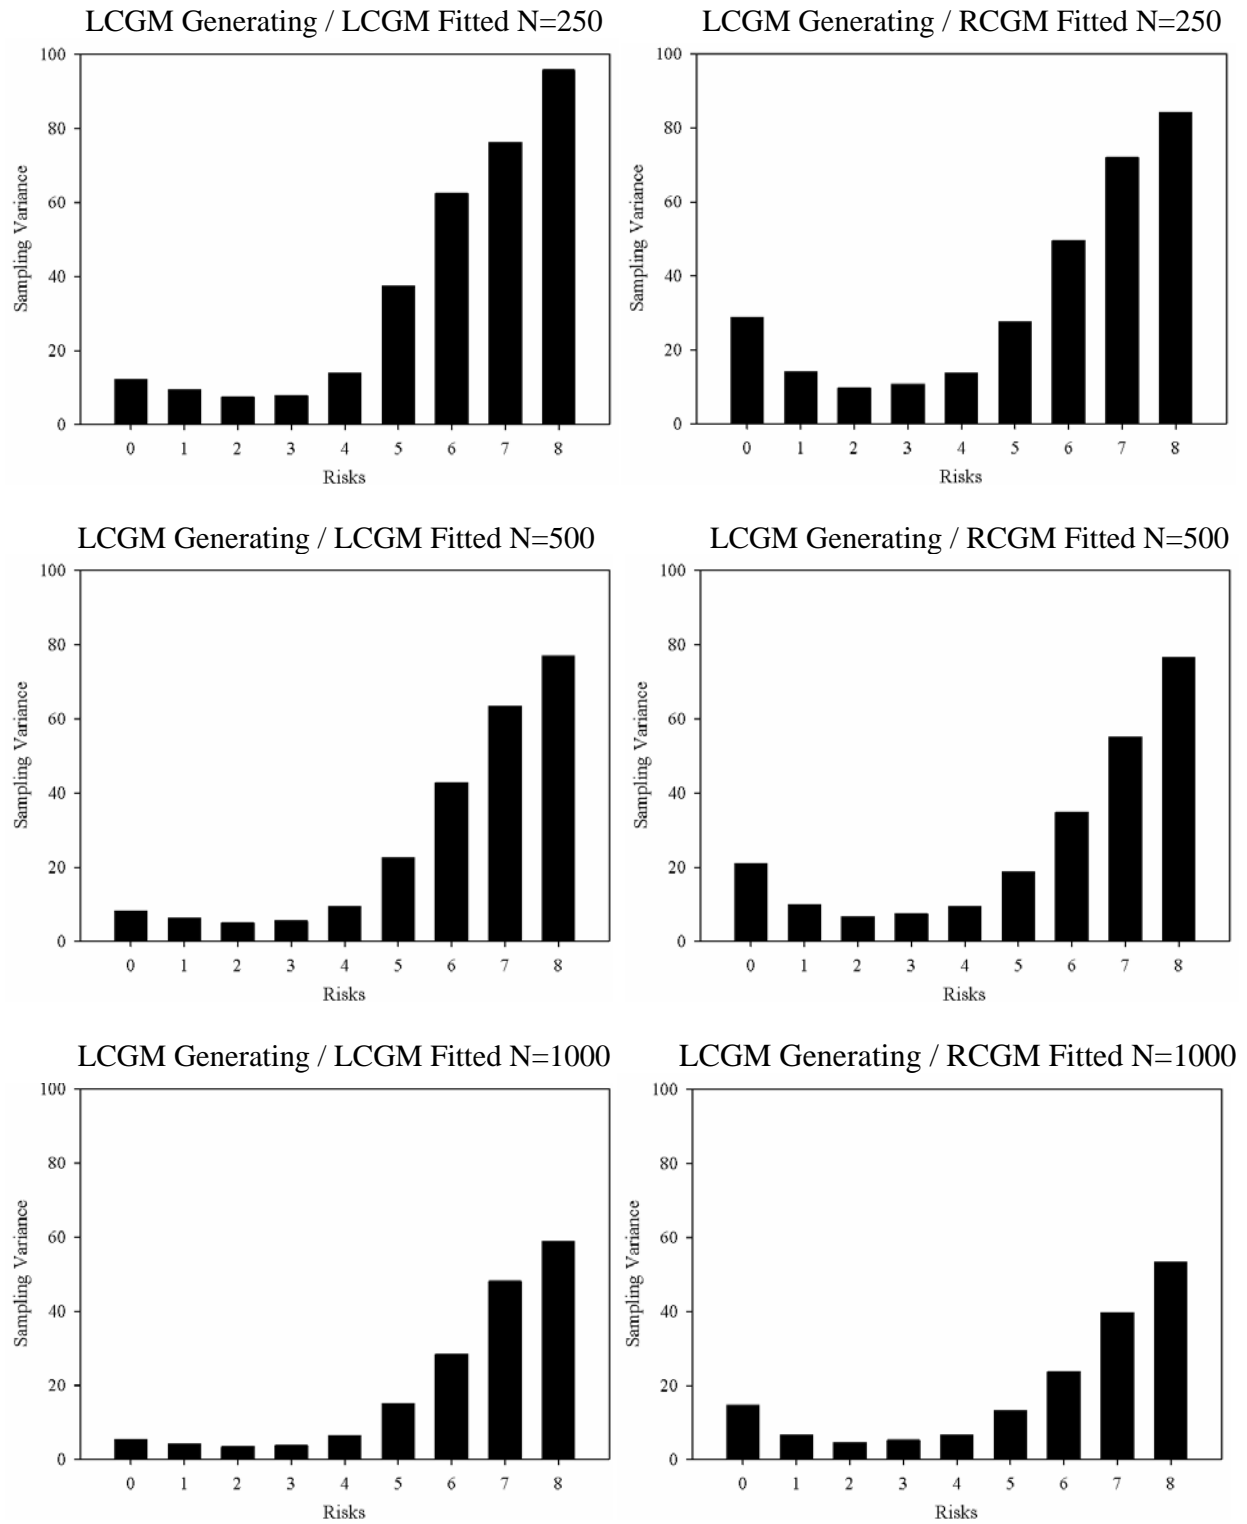 LCGM Generating / LCGM Fitted N=250
100
80
60
40
20
0
Sampling Variance
0 1 2 3 4 5 6 7 8
Risks
LCGM Generating / RCGM Fitted N=250
100
80
60
40
20
0
Sampling Variance
0 1 2 3 4 5 6 7 8
Risks
LCGM Generating / LCGM Fitted N=500
100
80
60
40
20
0
Sampling Variance
0 1 2 3 4 5 6 7 8
Risks
LCGM Generating / RCGM Fitted N=500
100
80
60
40
20
0
Sampling Variance
0 1 2 3 4 5 6 7 8
Risks
LCGM Generating / LCGM Fitted N=1000
100
80
60
40
20
0
Sampling Variance
0 1 2 3 4 5 6 7 8
Risks
LCGM Generating / RCGM Fitted N=1000
100
80
60
40
20
0
Sampling Variance
0 1 2 3 4 5 6 7 8
Risks